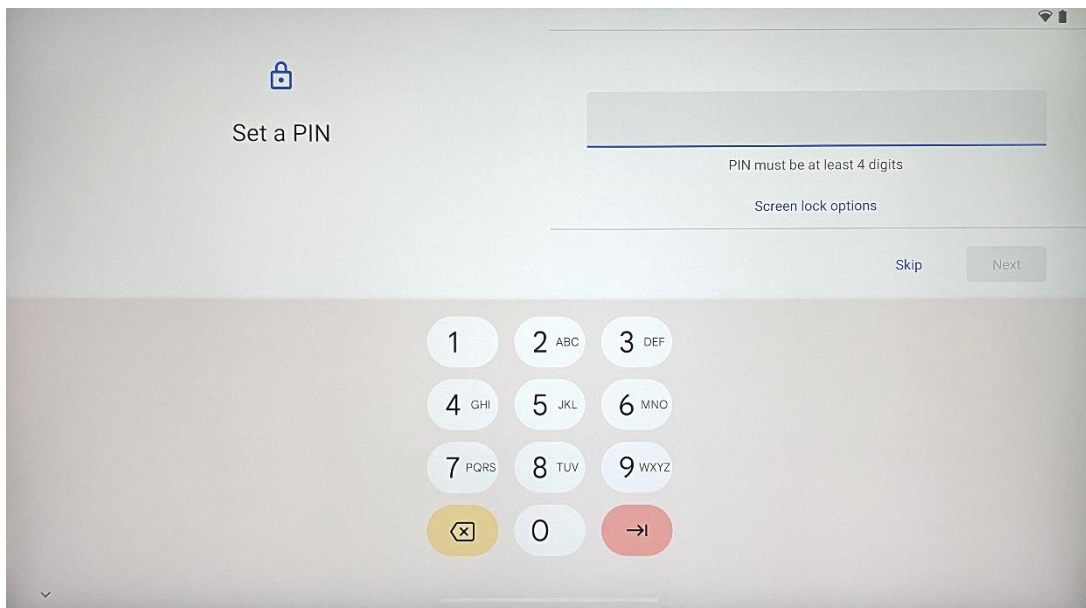 Set a PIN
PIN must be at least 4 digits
Screen lock options
Skip
Next
1
2 ABC
3 DEF
4 GHI
5 JKL
6 MNO
7 PQRS
8 TUV
9 WXYZ
0